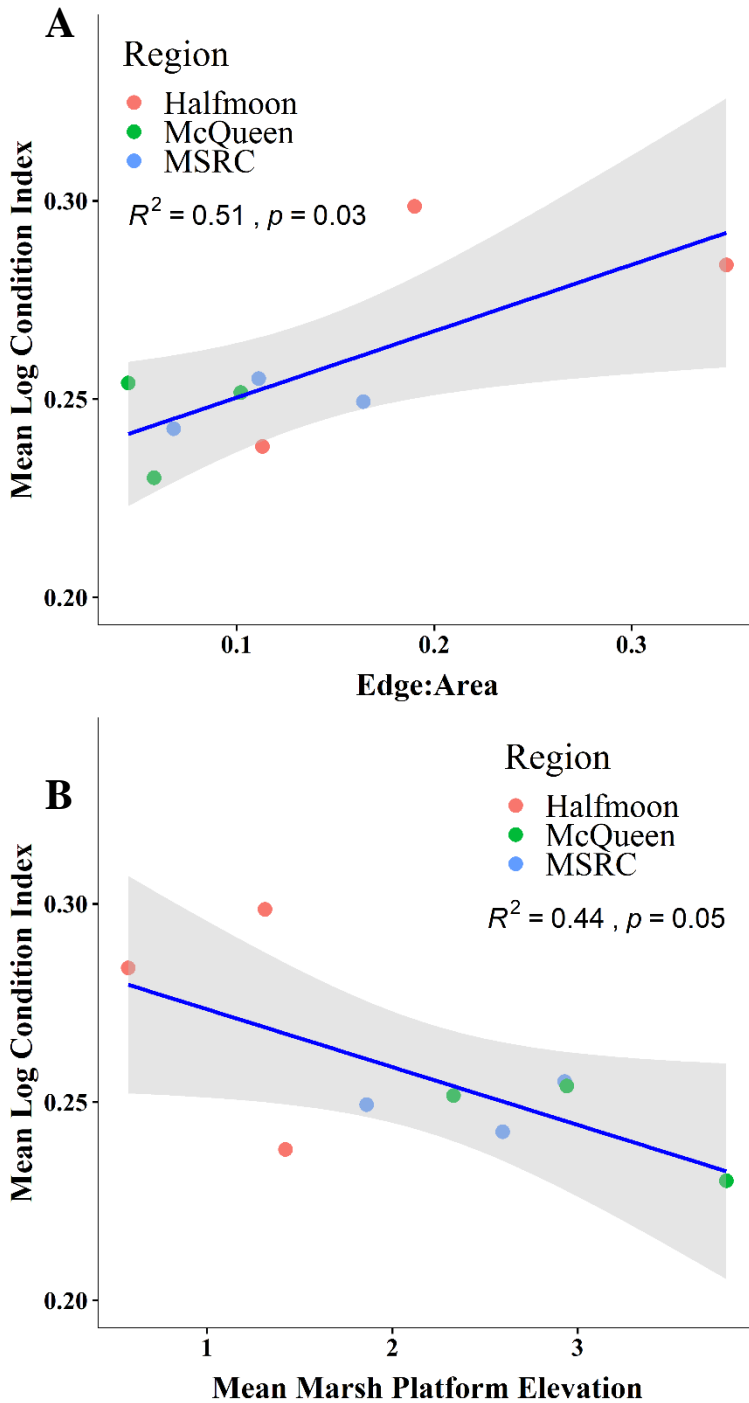 A
Region
Halfmoon
McQueen
MSRC
R² = 0.51 , p = 0.03
Mean Log Condition Index
0.30
0.25
0.20
0.1 0.2 0.3
Edge:Area
B
Region
Halfmoon
McQueen
MSRC
R² = 0.44 , p = 0.05
Mean Log Condition Index
0.30
0.25
0.20
1 2 3
Mean Marsh Platform Elevation